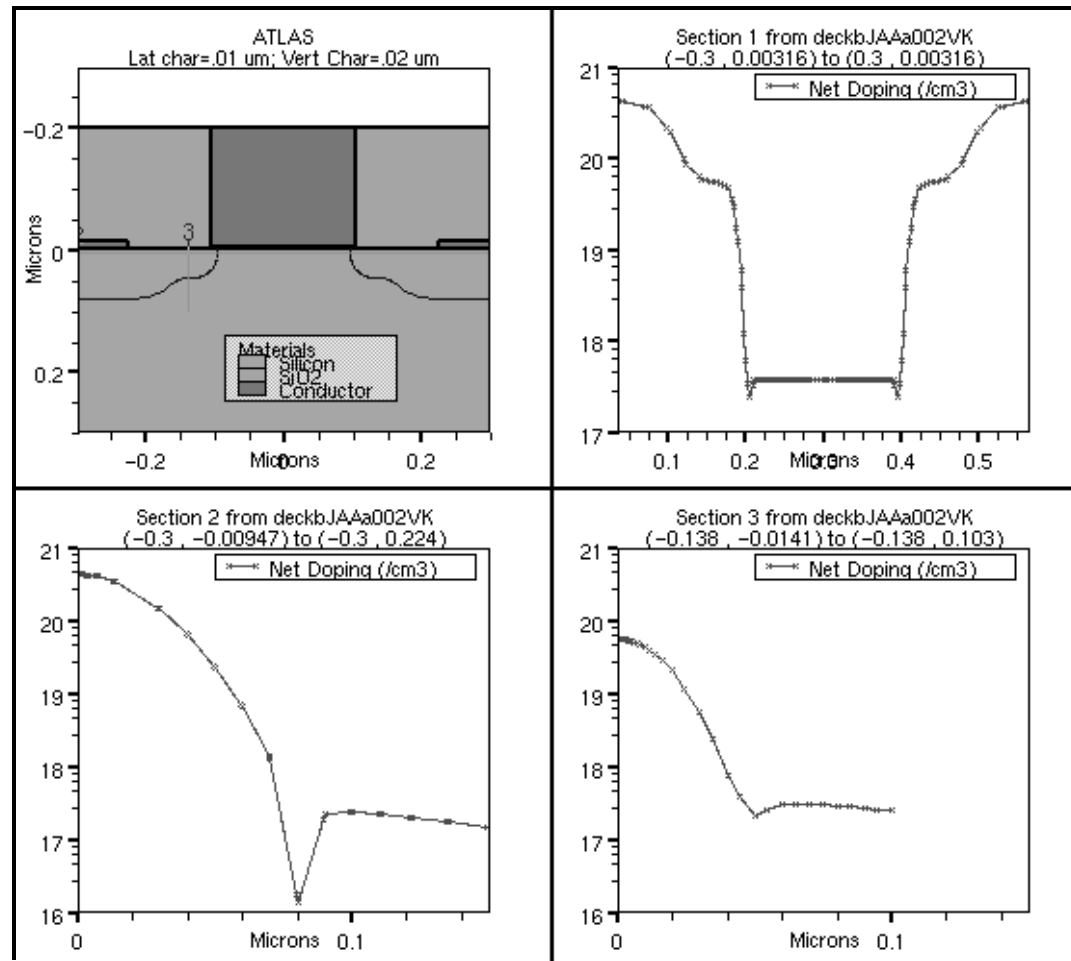 ATLAS
Lat char=.01 um; Vert Char=.02 um
−0.2
0
0.2
Microns
3
Materials
Silicon
SiO2
Conductor
−0.2
0
0.2
Microns
Section 1 from deckbJAAa002VK
(−0.3 , 0.00316) to (0.3 , 0.00316)
Net Doping (/cm3)
21
20
19
18
17
0.1
0.2
0.3
0.4
0.5
Microns
Section 2 from deckbJAAa002VK
(−0.3 , −0.00947) to (−0.3 , 0.224)
Net Doping (/cm3)
21
20
19
18
17
16
0
0.1
Microns
Section 3 from deckbJAAa002VK
(−0.138 , −0.0141) to (−0.138 , 0.103)
Net Doping (/cm3)
21
20
19
18
17
16
0
0.1
Microns